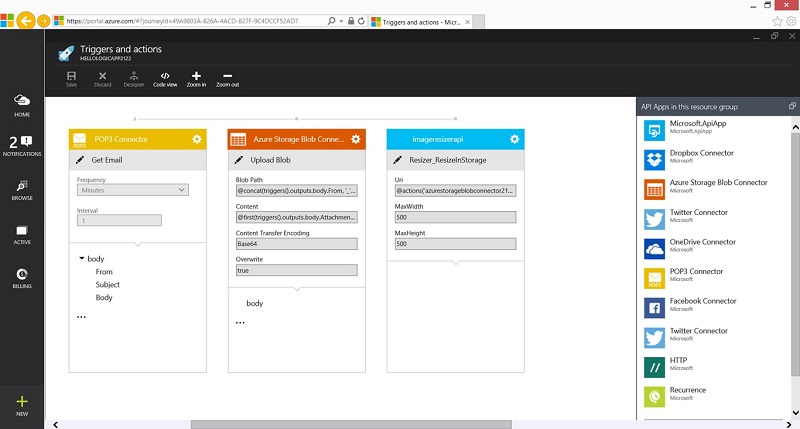 https://portal.azure.com/#?journeyId=49A9B03A-826A-4ACD-B27F-9C4DCCF52AD7
Triggers and actions - Micr...
Triggers and actions
HELLOLOGICAPP2122
Save
Discard
Designer
Code view
Zoom in
Zoom out
HOME
2
NOTIFICATIONS
BROWSE
ACTIVE
BILLING
NEW
POP3
POP3 Connector
Get Email
Frequency
Minutes
Interval
1
body
From
Subject
Body
...
Azure Storage Blob Conne...
Upload Blob
Blob Path
@concat(triggers().outputs.body.From, '_'...
Content
@first(triggers().outputs.body.Attachmen...
Content Transfer Encoding
Base64
Overwrite
true
body
...
imageresizerapi
Resizer_ResizeInStorage
Uri
@actions('azurestorageblobconnector21...
MaxWidth
500
MaxHeight
500
API Apps in this resource group
Microsoft.ApiApp
Microsoft.ApiApp
Dropbox Connector
Microsoft
Azure Storage Blob Connector
Microsoft
Twitter Connector
Microsoft
OneDrive Connector
Microsoft
POP3
POP3 Connector
Microsoft
Facebook Connector
Microsoft
Twitter Connector
Microsoft
//
HTTP
Microsoft
Recurrence
Microsoft